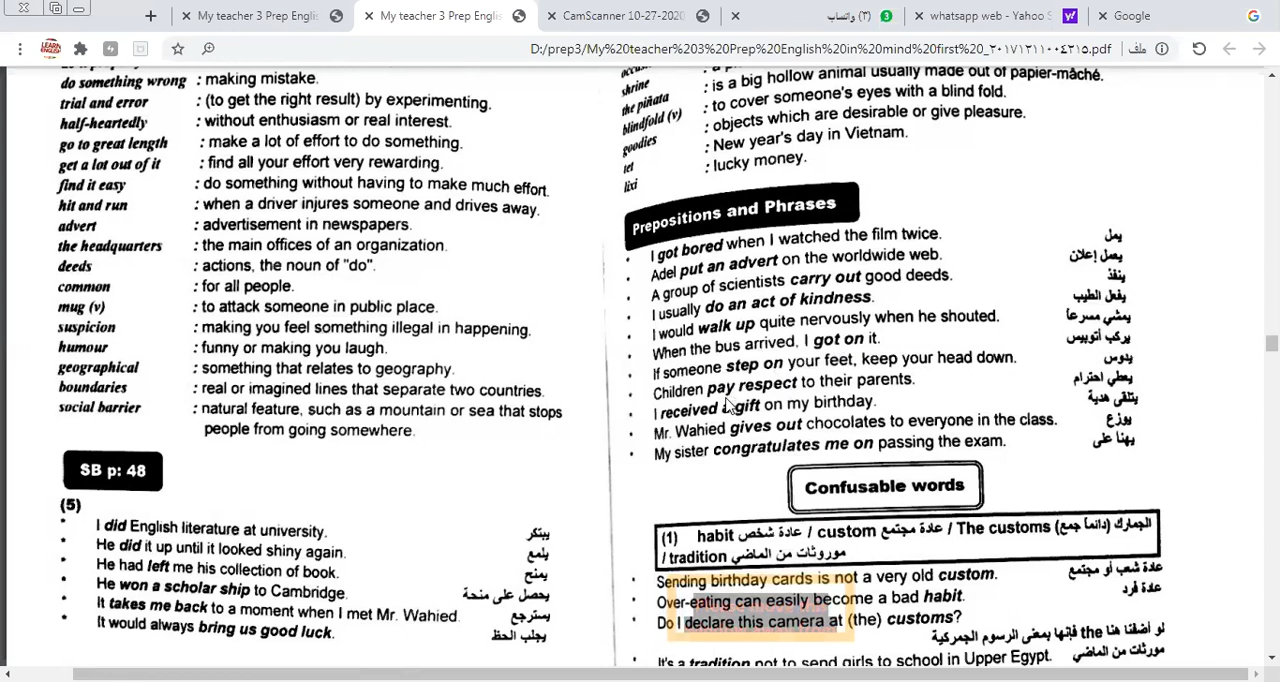 My teacher 3 Prep Englis
My teacher 3 Prep Englis
CamScanner 10-27-2020
(٣) واتساب
whatsapp web - Yahoo S
Google
D:/prep3/My%20teacher%203%20Prep%20English%20in%20mind%20first%20_٢٠١٧١٢١١٠٠٤٢١٥.pdf
ملف
do something wrong : making mistake.
trial and error : (to get the right result) by experimenting.
half-heartedly : without enthusiasm or real interest.
go to great length : make a lot of effort to do something.
get a lot out of it : find all your effort very rewarding.
find it easy : do something without having to make much effort.
hit and run : when a driver injures someone and drives away.
advert : advertisement in newspapers.
the headquarters : the main offices of an organization.
deeds : actions, the noun of "do".
common : for all people.
mug (v) : to attack someone in public place.
suspicion : making you feel something illegal in happening.
humour : funny or making you laugh.
geographical : something that relates to geography.
boundaries : real or imagined lines that separate two countries.
social barrier : natural feature, such as a mountain or sea that stops
people from going somewhere.
SB p: 48
(5)
• I did English literature at university. يبتكر
• He did it up until it looked shiny again. يلمع
• He had left me his collection of book. يمنح
• He won a scholar ship to Cambridge. يحصل على منحة
• It takes me back to a moment when I met Mr. Wahied. يسترجع
• It would always bring us good luck. يجلب الحظ
shrine
the piñata : is a big hollow animal usually made out of papier-mâché.
blindfold (v) : to cover someone's eyes with a blind fold.
goodies : objects which are desirable or give pleasure.
tet : New year's day in Vietnam.
lixi : lucky money.
Prepositions and Phrases
• I got bored when I watched the film twice. يمل
• Adel put an advert on the worldwide web. يصل إعلان
• A group of scientists carry out good deeds. ينفذ
• I usually do an act of kindness. يفعل الطيب
• I would walk up quite nervously when he shouted. يمشي مسرعاً
• When the bus arrived, I got on it. يركب أتوبيس
• If someone step on your feet, keep your head down. يدوس
• Children pay respect to their parents. يعطي احترام
• I received a gift on my birthday. يتلقى هدية
• Mr. Wahied gives out chocolates to everyone in the class. يوزع
• My sister congratulates me on passing the exam. يهنأ على
Confusable words
(1) habit عادة شخص / custom عادة مجتمع / The customs الجمارك (دائماً جمع)
/ tradition موروثات من الماضي
• Sending birthday cards is not a very old custom. عادة شعب أو مجتمع
• Over-eating can easily become a bad habit. عادة فرد
• Do I declare this camera at (the) customs?
لو أضفنا هنا the فإنها بمعنى الرسوم الجمركية
• It's a tradition not to send girls to school in Upper Egypt. مورثات من الماضي